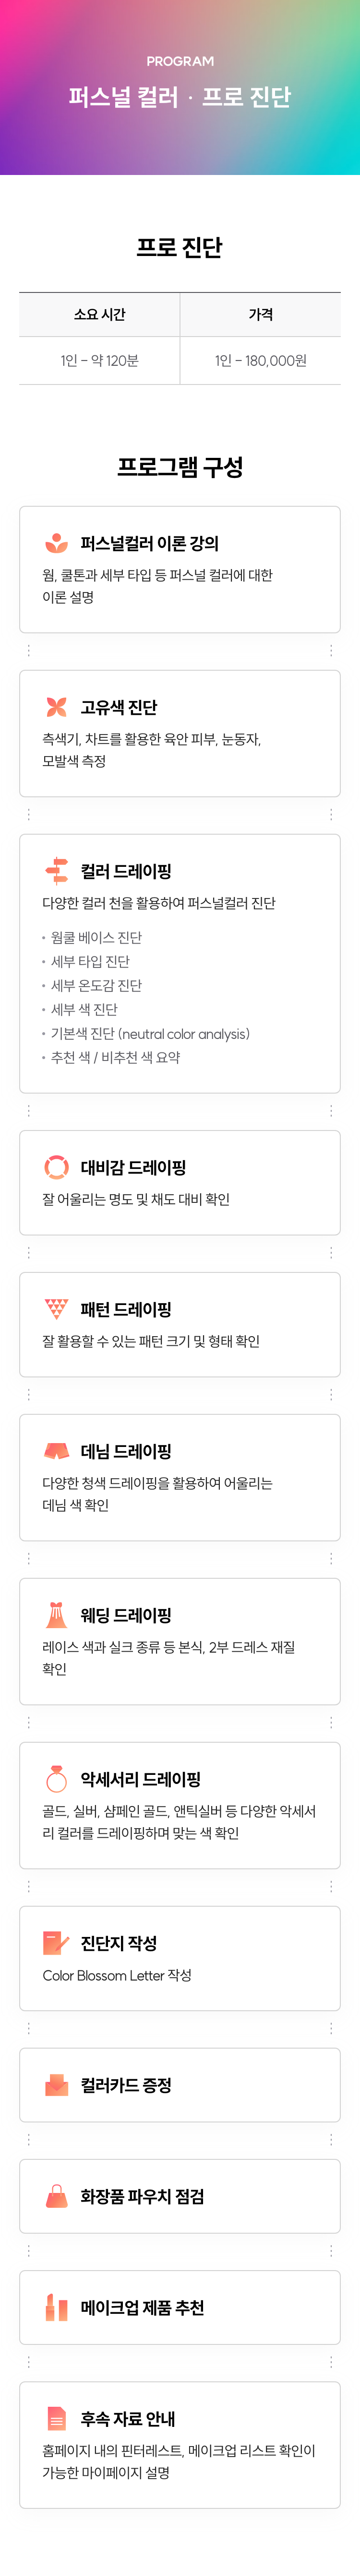 PROGRAM
퍼스널 컬러 · 프로 진단
프로 진단
소요 시간
가격
1인 – 약 120분
1인 – 180,000원
프로그램 구성
퍼스널컬러 이론 강의
웜, 쿨톤과 세부 타입 등 퍼스널 컬러에 대한
이론 설명
고유색 진단
측색기, 차트를 활용한 육안 피부, 눈동자,
모발색 측정
컬러 드레이핑
다양한 컬러 천을 활용하여 퍼스널컬러 진단
• 웜쿨 베이스 진단
• 세부 타입 진단
• 세부 온도감 진단
• 세부 색 진단
• 기본색 진단 (neutral color analysis)
• 추천 색 / 비추천 색 요약
대비감 드레이핑
잘 어울리는 명도 및 채도 대비 확인
패턴 드레이핑
잘 활용할 수 있는 패턴 크기 및 형태 확인
데님 드레이핑
다양한 청색 드레이핑을 활용하여 어울리는
데님 색 확인
웨딩 드레이핑
레이스 색과 실크 종류 등 본식, 2부 드레스 재질
확인
악세서리 드레이핑
골드, 실버, 샴페인 골드, 앤틱실버 등 다양한 악세서
리 컬러를 드레이핑하며 맞는 색 확인
진단지 작성
Color Blossom Letter 작성
컬러카드 증정
화장품 파우치 점검
메이크업 제품 추천
후속 자료 안내
홈페이지 내의 핀터레스트, 메이크업 리스트 확인이
가능한 마이페이지 설명